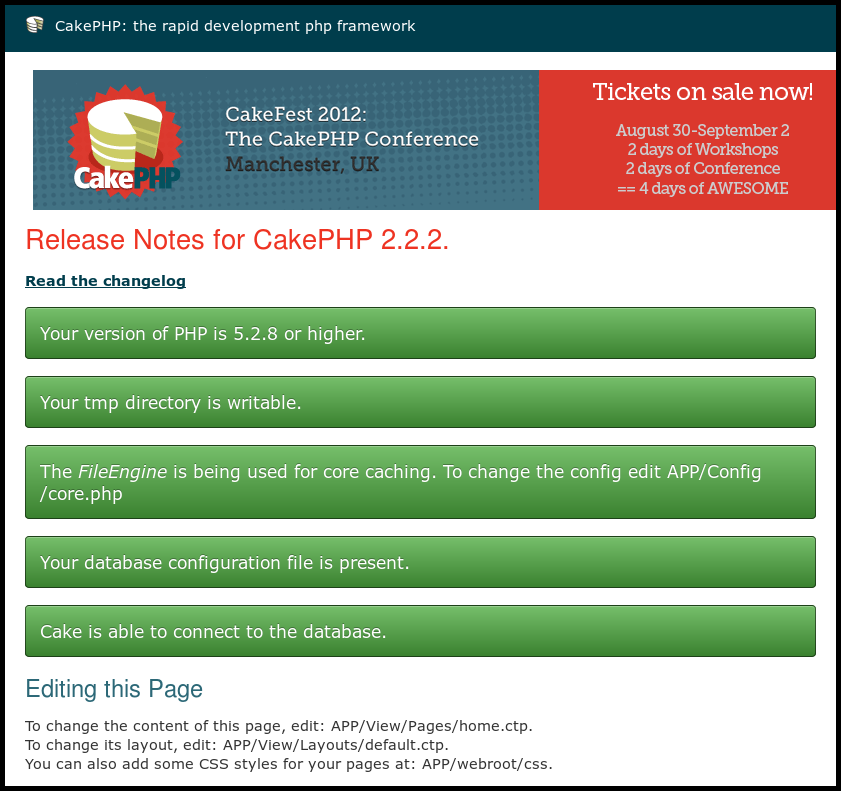 CakePHP: the rapid development php framework
CakePHP
CakeFest 2012:
The CakePHP Conference
Manchester, UK
Tickets on sale now!
August 30-September 2
2 days of Workshops
2 days of Conference
== 4 days of AWESOME
Release Notes for CakePHP 2.2.2.
Read the changelog
Your version of PHP is 5.2.8 or higher.
Your tmp directory is writable.
The FileEngine is being used for core caching. To change the config edit APP/Config
/core.php
Your database configuration file is present.
Cake is able to connect to the database.
Editing this Page
To change the content of this page, edit: APP/View/Pages/home.ctp.
To change its layout, edit: APP/View/Layouts/default.ctp.
You can also add some CSS styles for your pages at: APP/webroot/css.